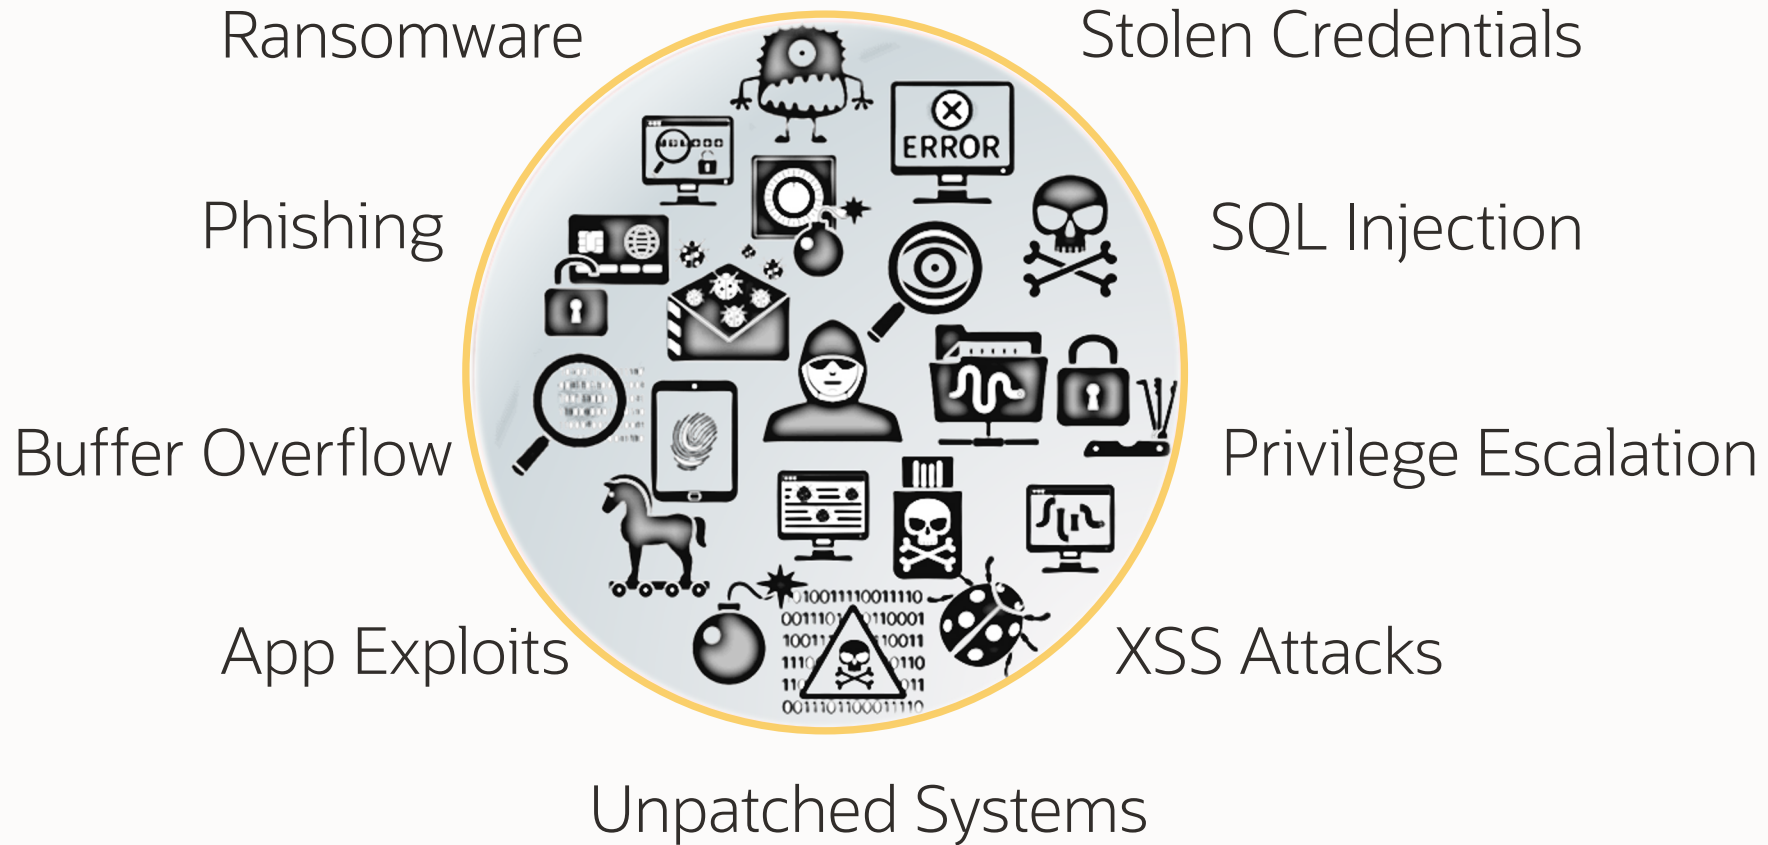 Ransomware
Stolen Credentials
ERROR
Phishing
SQL Injection
Buffer Overflow
Privilege Escalation
App Exploits
XSS Attacks
Unpatched Systems